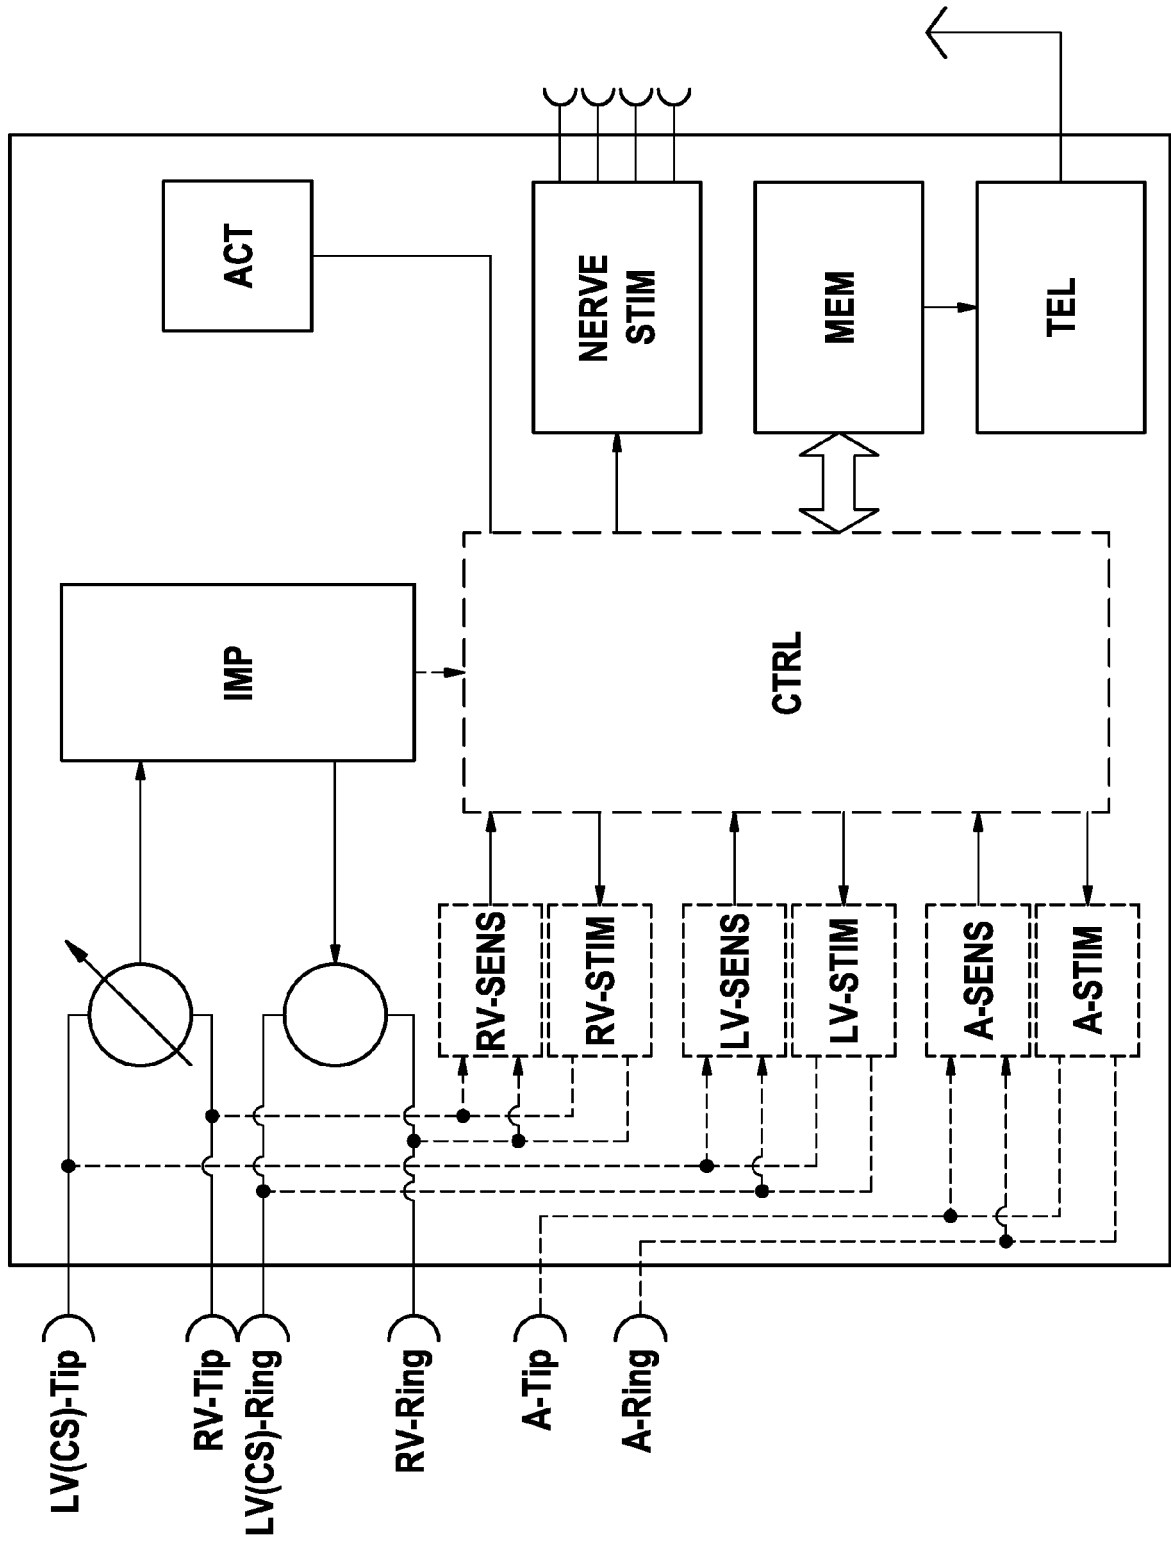 LV(CS)-Tip
RV-Tip
LV(CS)-Ring
RV-Ring
A-Tip
A-Ring
IMP
ACT
RV-SENS
RV-STIM
LV-SENS
LV-STIM
A-SENS
A-STIM
CTRL
NERVE
STIM
MEM
TEL